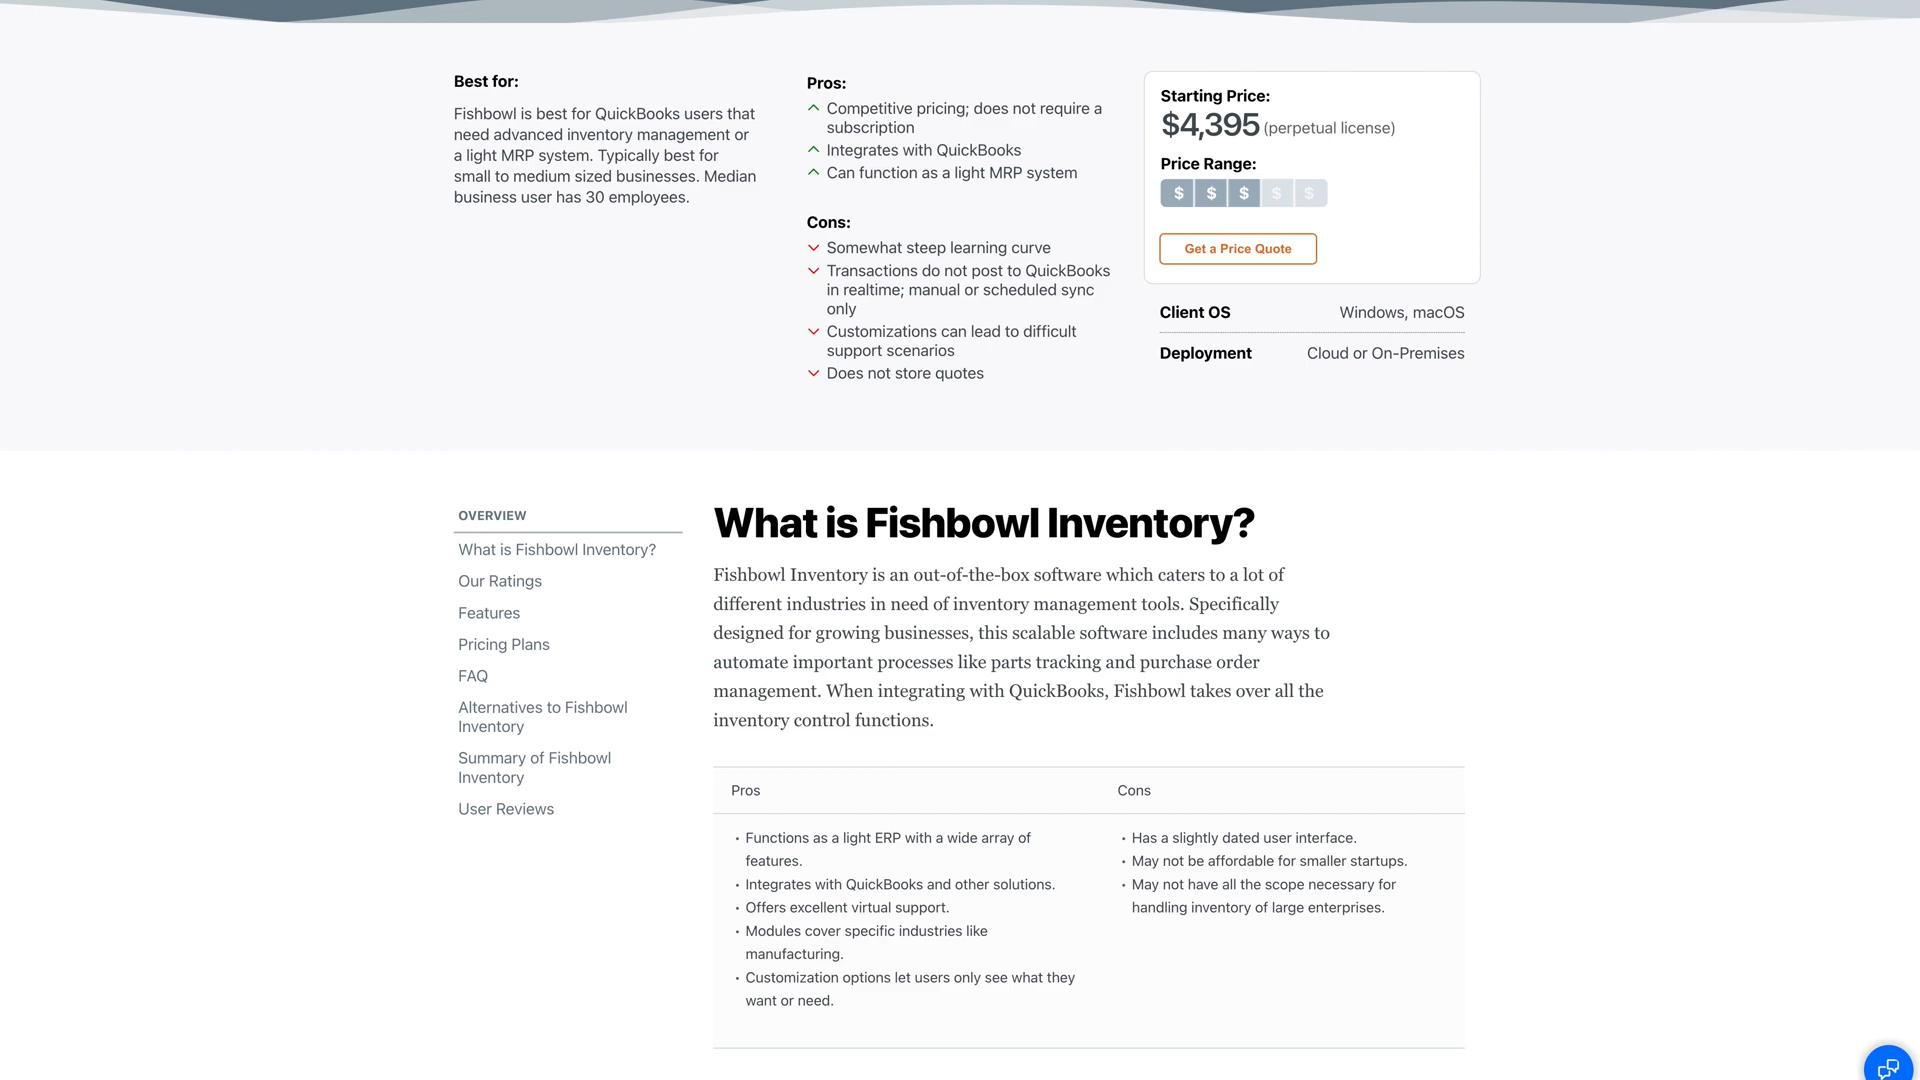 Best for:
Fishbowl is best for QuickBooks users that
need advanced inventory management or
a light MRP system. Typically best for
small to medium sized businesses. Median
business user has 30 employees.
Pros:
Competitive pricing; does not require a
subscription
Integrates with QuickBooks
Can function as a light MRP system
Cons:
Somewhat steep learning curve
Transactions do not post to QuickBooks
in realtime; manual or scheduled sync
only
Customizations can lead to difficult
support scenarios
Does not store quotes
Starting Price:
$4,395 (perpetual license)
Price Range:
$ $ $ $ $
Get a Price Quote
Client OS Windows, macOS
Deployment Cloud or On-Premises
OVERVIEW
What is Fishbowl Inventory?
Our Ratings
Features
Pricing Plans
FAQ
Alternatives to Fishbowl
Inventory
Summary of Fishbowl
Inventory
User Reviews
What is Fishbowl Inventory?
Fishbowl Inventory is an out-of-the-box software which caters to a lot of
different industries in need of inventory management tools. Specifically
designed for growing businesses, this scalable software includes many ways to
automate important processes like parts tracking and purchase order
management. When integrating with QuickBooks, Fishbowl takes over all the
inventory control functions.
Pros
• Functions as a light ERP with a wide array of
features.
• Integrates with QuickBooks and other solutions.
• Offers excellent virtual support.
• Modules cover specific industries like
manufacturing.
• Customization options let users only see what they
want or need.
Cons
• Has a slightly dated user interface.
• May not be affordable for smaller startups.
• May not have all the scope necessary for
handling inventory of large enterprises.